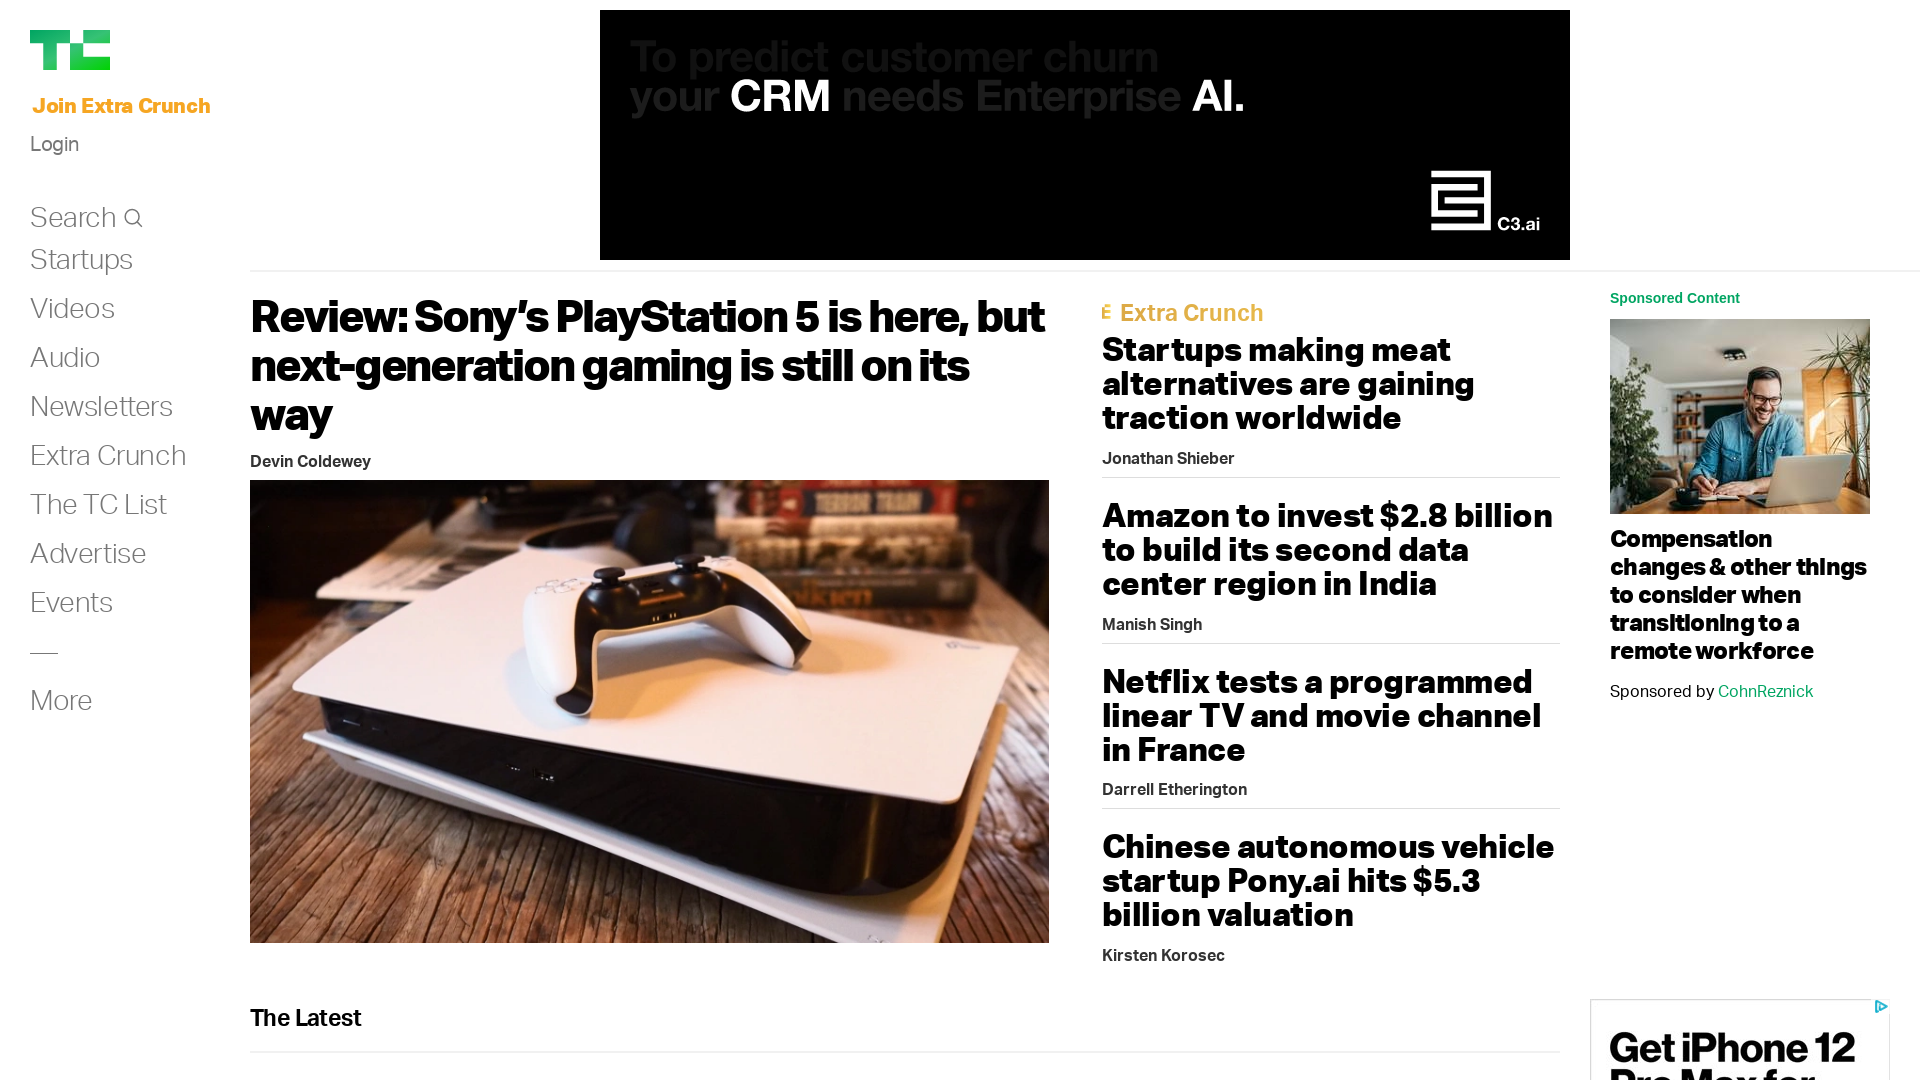 TC
Join Extra Crunch
Login
Search
Startups
Videos
Audio
Newsletters
Extra Crunch
The TC List
Advertise
Events
—
More
To predict customer churn
your CRM needs Enterprise AI.
C3.ai
Review: Sony’s PlayStation 5 is here, but
next-generation gaming is still on its
way
Devin Coldewey
TERROR TRAIN
Extra Crunch
Startups making meat
alternatives are gaining
traction worldwide
Jonathan Shieber
Amazon to invest $2.8 billion
to build its second data
center region in India
Manish Singh
Netflix tests a programmed
linear TV and movie channel
in France
Darrell Etherington
Chinese autonomous vehicle
startup Pony.ai hits $5.3
billion valuation
Kirsten Korosec
Sponsored Content
Compensation
changes & other things
to consider when
transitioning to a
remote workforce
Sponsored by CohnReznick
The Latest
Get iPhone 12
Pro Max for